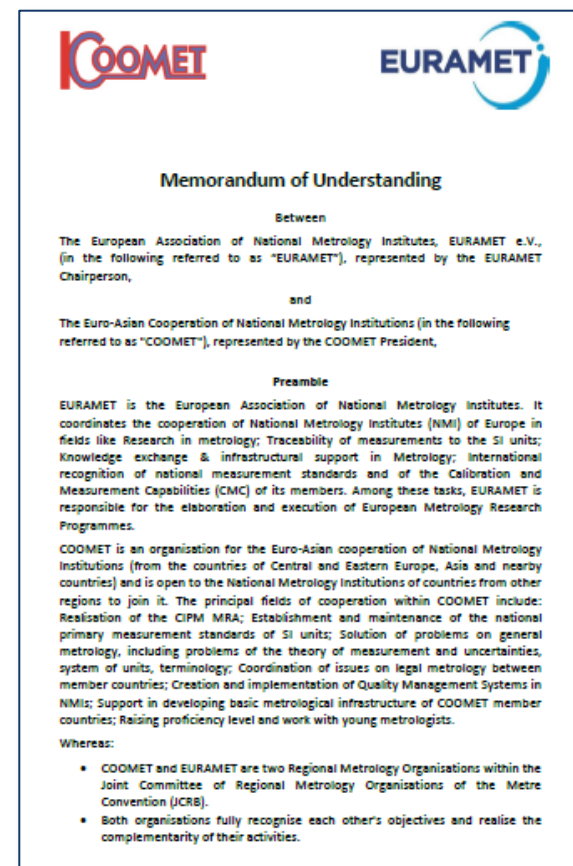 COOMET
EURAMET
Memorandum of Understanding
Between
The European Association of National Metrology Institutes, EURAMET e.V.,
(in the following referred to as “EURAMET”), represented by the EURAMET
Chairperson,
and
The Euro-Asian Cooperation of National Metrology Institutions (in the following
referred to as “COOMET”), represented by the COOMET President,
Preamble
EURAMET is the European Association of National Metrology Institutes. It
coordinates the cooperation of National Metrology Institutes (NMI) of Europe in
fields like Research in metrology; Traceability of measurements to the SI units;
Knowledge exchange & infrastructural support in Metrology; International
recognition of national measurement standards and of the Calibration and
Measurement Capabilities (CMC) of its members. Among these tasks, EURAMET is
responsible for the elaboration and execution of European Metrology Research
Programmes.
COOMET is an organisation for the Euro-Asian cooperation of National Metrology
Institutions (from the countries of Central and Eastern Europe, Asia and nearby
countries) and is open to the National Metrology Institutions of countries from other
regions to join it. The principal fields of cooperation within COOMET include:
Realisation of the CIPM MRA; Establishment and maintenance of the national
primary measurement standards of SI units; Solution of problems on general
metrology, including problems of the theory of measurement and uncertainties,
system of units, terminology; Coordination of issues on legal metrology between
member countries; Creation and implementation of Quality Management Systems in
NMIs; Support in developing basic metrological infrastructure of COOMET member
countries; Raising proficiency level and work with young metrologists.
Whereas:
• COOMET and EURAMET are two Regional Metrology Organisations within the
Joint Committee of Regional Metrology Organisations of the Metre
Convention (JCRB).
• Both organisations fully recognise each other's objectives and realise the
complementarity of their activities.